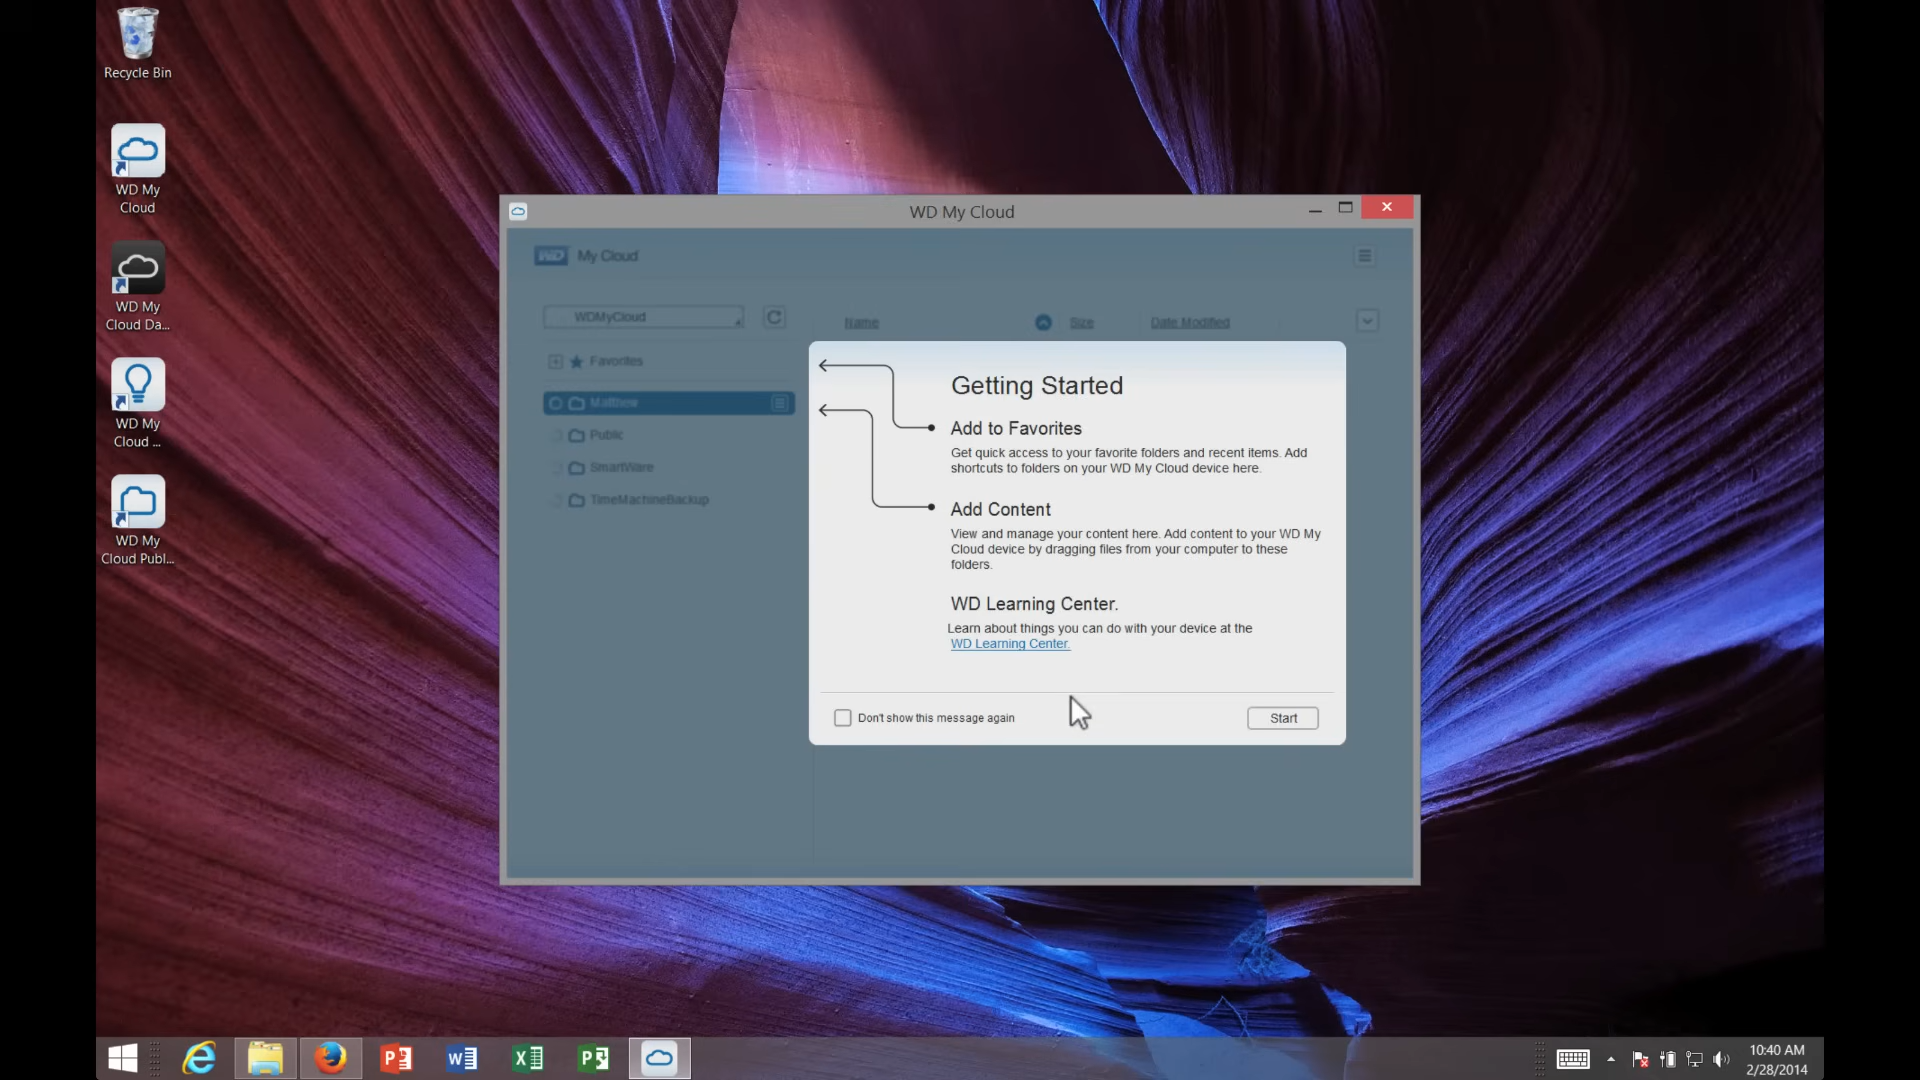 Recycle Bin
WD My
Cloud
WD My
Cloud Da...
WD My
Cloud ...
WD My
Cloud Publ...
WD My Cloud
WD My Cloud
WDMyCloud
Name
Size
Date Modified
Favorites
Matthew
Public
SmartWare
TimeMachineBackup
Getting Started
Add to Favorites
Get quick access to your favorite folders and recent items. Add
shortcuts to folders on your WD My Cloud device here.
Add Content
View and manage your content here. Add content to your WD My
Cloud device by dragging files from your computer to these
folders.
WD Learning Center.
Learn about things you can do with your device at the
WD Learning Center.
Don't show this message again
Start
10:40 AM
2/28/2014